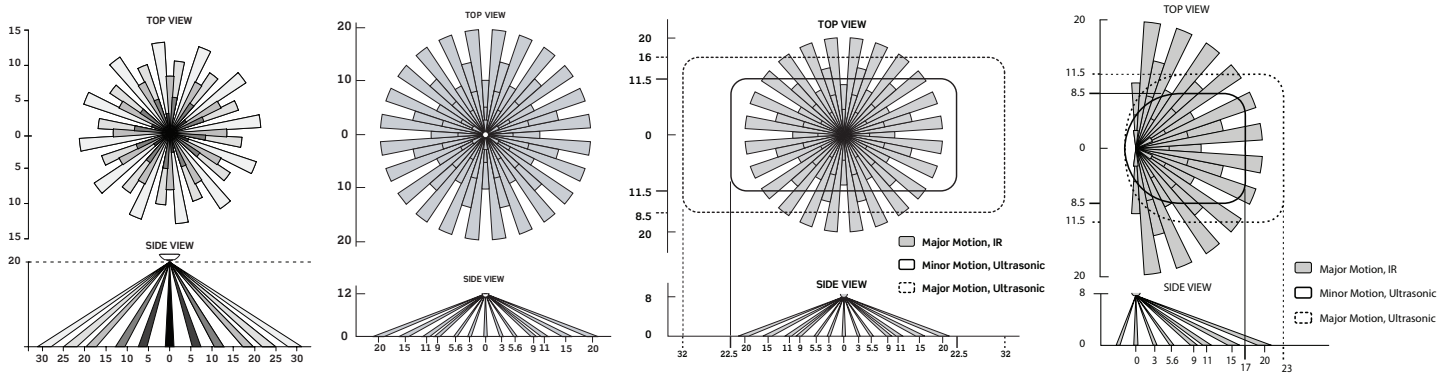 TOP VIEW
15
10
5
0
5
10
15
SIDE VIEW
20
30 25 20 15 10 5 0 5 10 15 20 25 30
TOP VIEW
20
10
0
10
20
SIDE VIEW
12
0
20 15 11 9 5.6 3 0 3 5.6 9 11 15 20
TOP VIEW
20
16
11.5
0
11.5
8.5
20
Major Motion, IR
Minor Motion, Ultrasonic
Major Motion, Ultrasonic
SIDE VIEW
8
0
32 22.5 20 15 11 9 5.5 3 0 3 5.5 9 11 15 20 22.5 32
TOP VIEW
20
11.5
8.5
0
8.5
11.5
20
Major Motion, IR
Minor Motion, Ultrasonic
Major Motion, Ultrasonic
SIDE VIEW
8
0
0 3 5.6 9 11 15 17 20 23